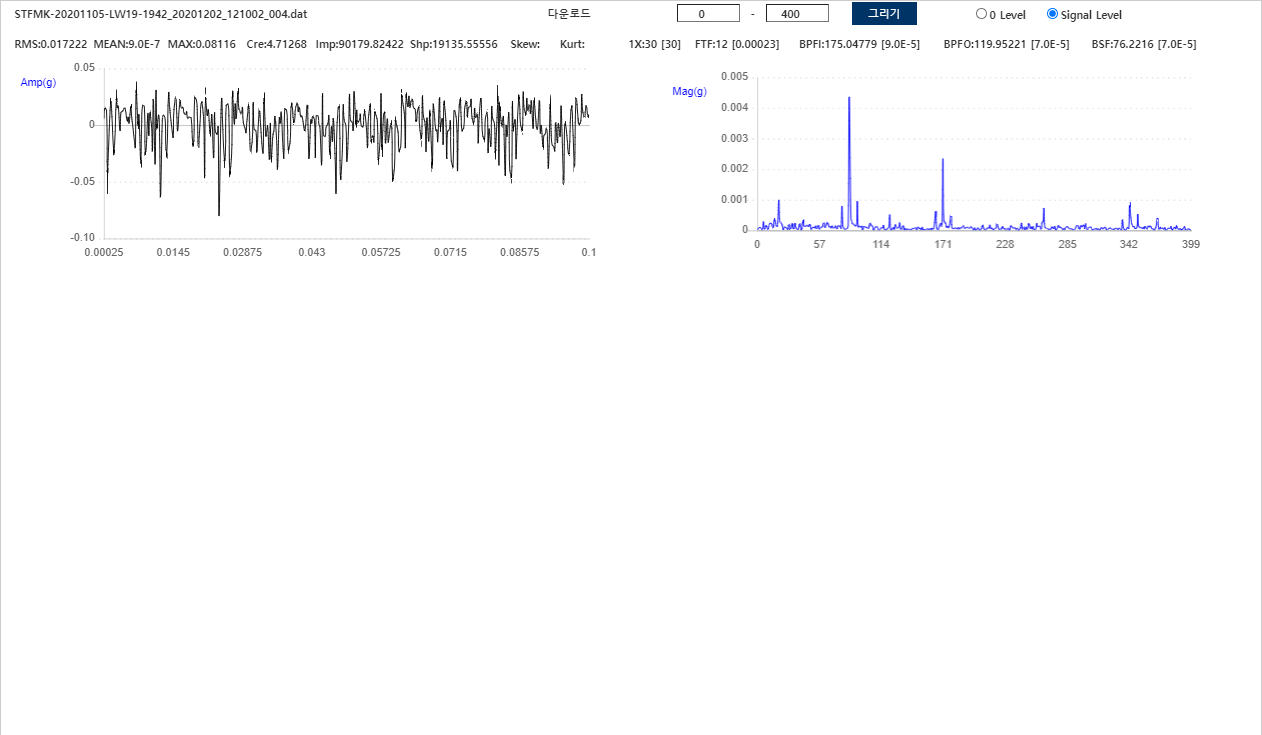 STFMK-20201105-LW19-1942_20201202_121002_004.dat 다운로드 0 - 400 그리기 0 Level Signal Level
RMS:0.017222 MEAN:9.0E-7 MAX:0.08116 Cre:4.71268 Imp:90179.82422 Shp:19135.55556 Skew: Kurt: 1X:30 [30] FTF:12 [0.00023] BPFI:175.04779 [9.0E-5] BPFO:119.95221 [7.0E-5] BSF:76.2216 [7.0E-5]
Amp(g)
0.05
0
-0.05
-0.10
0.00025 0.0145 0.02875 0.043 0.05725 0.0715 0.08575 0.1
Mag(g)
0.005
0.004
0.003
0.002
0.001
0
0 57 114 171 228 285 342 399